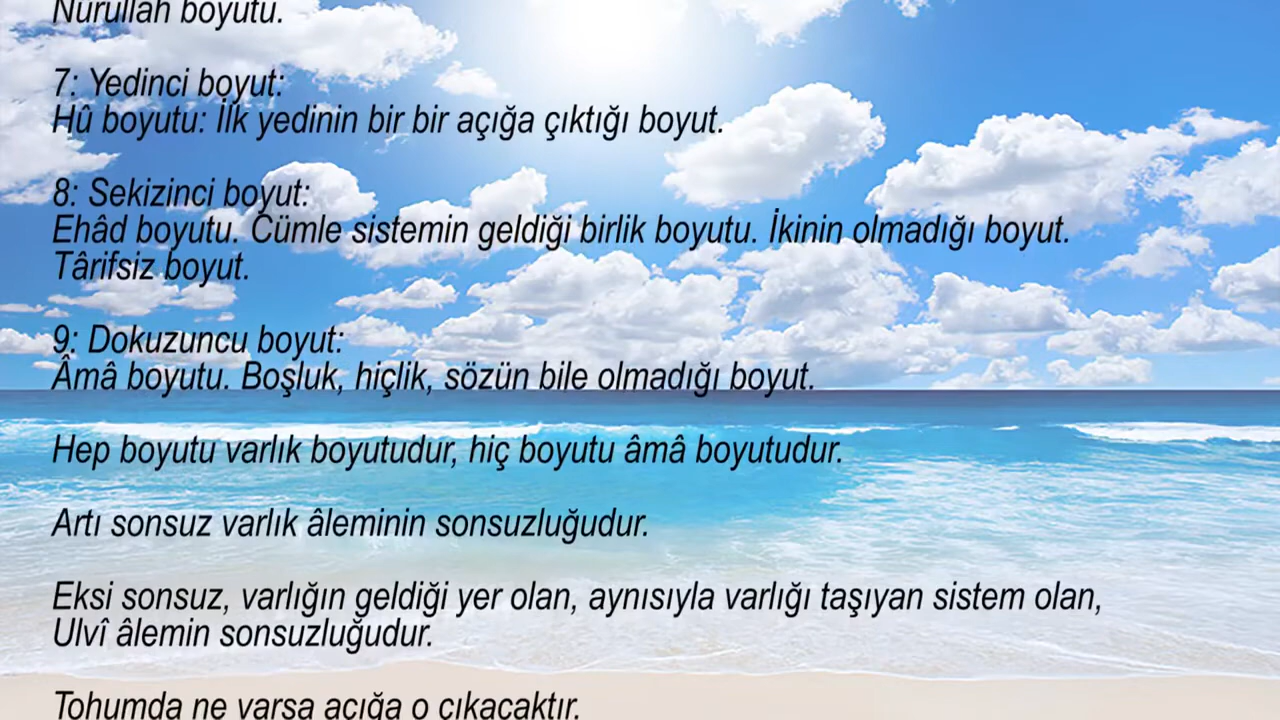 Nurullah boyutu.
7: Yedinci boyut:
Hû boyutu: İlk yedinin bir bir açığa çıktığı boyut.
8: Sekizinci boyut:
Ehâd boyutu. Cümle sistemin geldiği birlik boyutu. İkinin olmadığı boyut.
Târifsiz boyut.
9: Dokuzuncu boyut:
Âmâ boyutu. Boşluk, hiçlik, sözün bile olmadığı boyut.
Hep boyutu varlık boyutudur, hiç boyutu âmâ boyutudur.
Artı sonsuz varlık âleminin sonsuzluğudur.
Eksi sonsuz, varlığın geldiği yer olan, aynısıyla varlığı taşıyan sistem olan,
Ulvî âlemin sonsuzluğudur.
Tohumda ne varsa açığa o çıkacaktır.